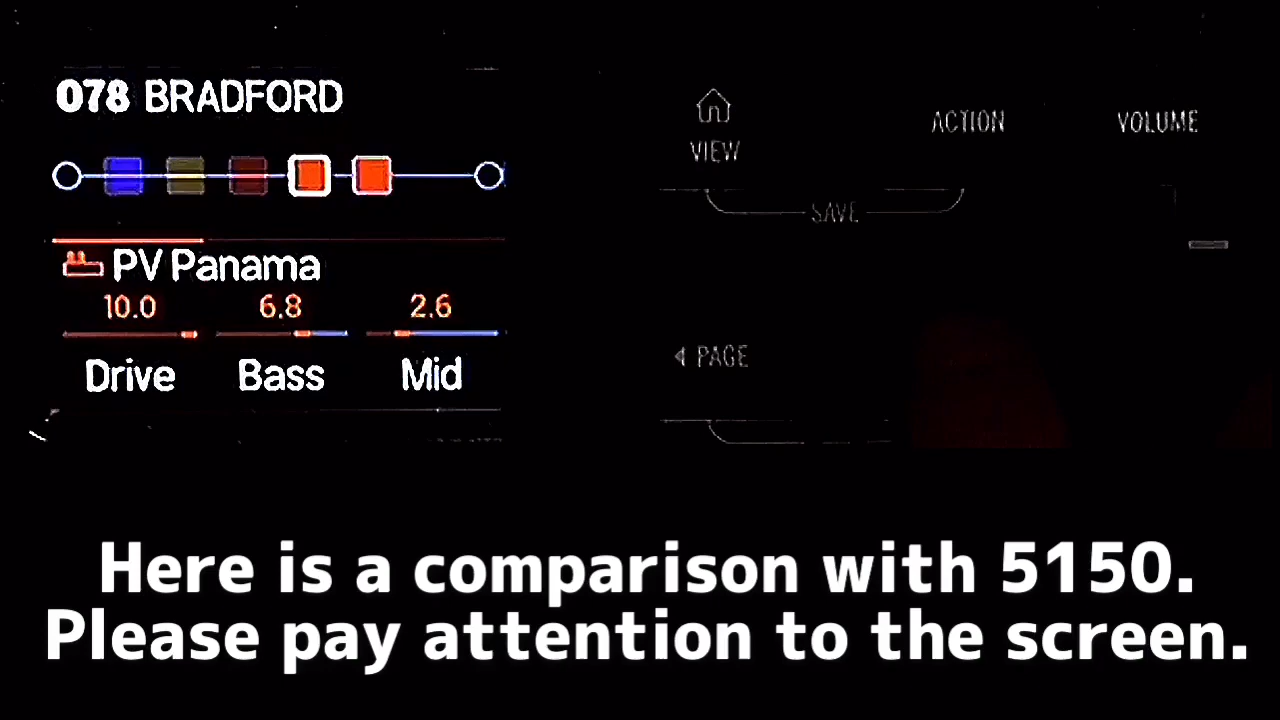 078 BRADFORD
VIEW
ACTION
VOLUME
SAVE
PV Panama
10.0 6.8 2.6
Drive Bass Mid
PAGE
Here is a comparison with 5150.
Please pay attention to the screen.